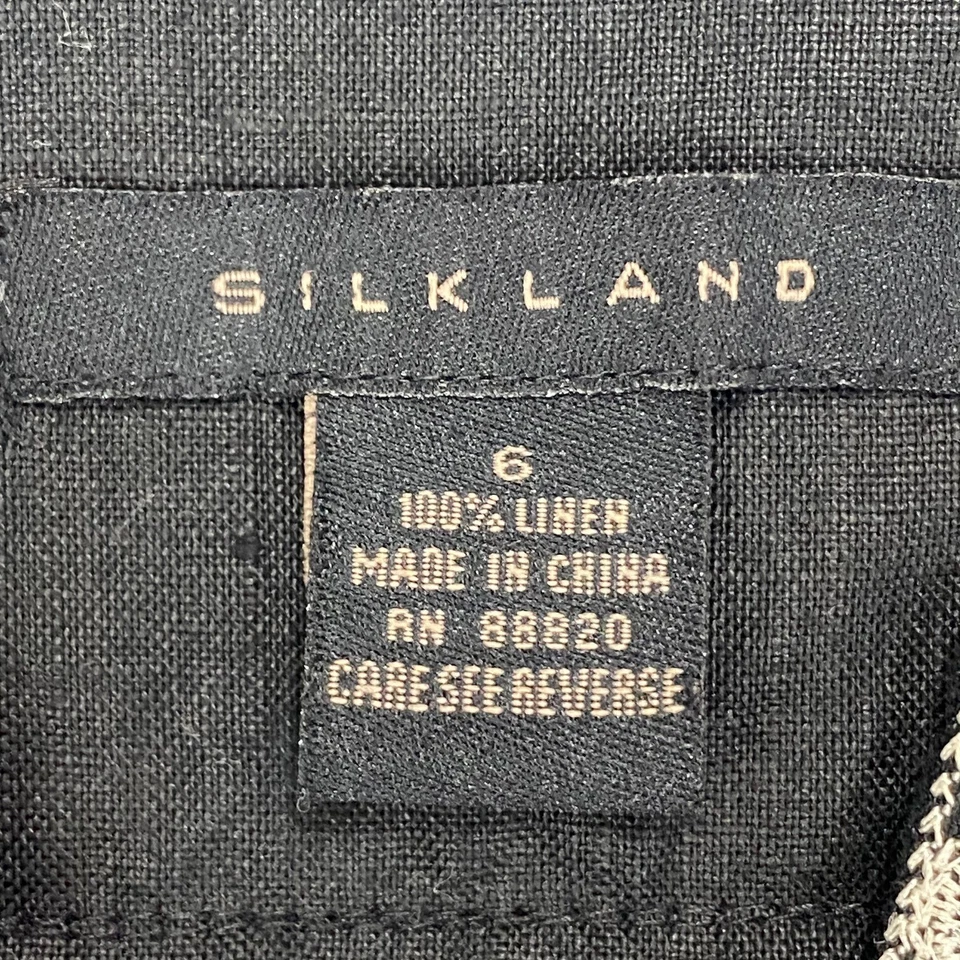 SILKLAND
6
100% LINEN
MADE IN CHINA
RN 88820
CARE SEE REVERSE